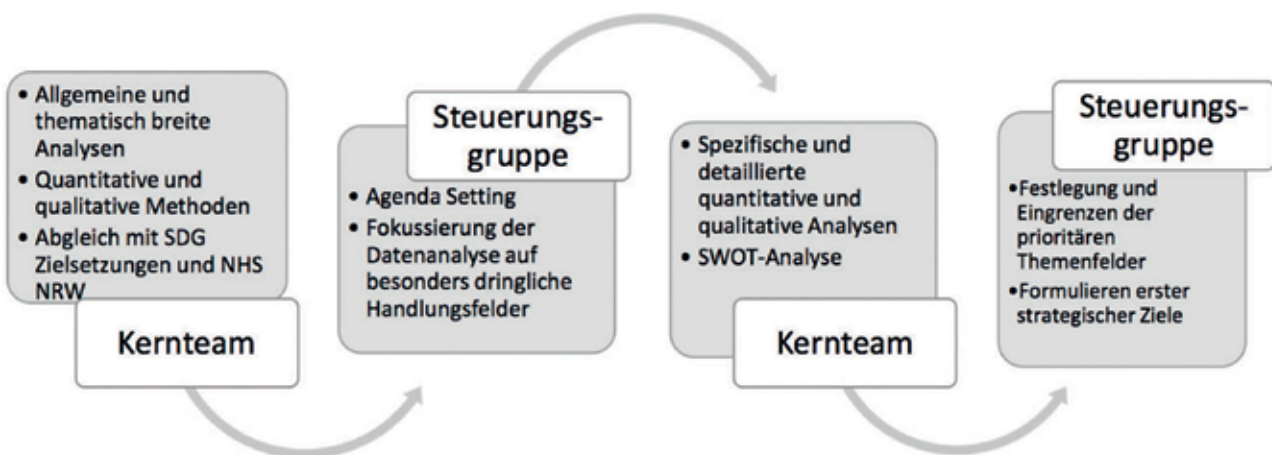 • Allgemeine und
thematisch breite
Analysen
• Quantitative und
qualitative Methoden
• Abgleich mit SDG
Zielsetzungen und NHS
NRW
Kernteam
Steuerungs-
gruppe
• Agenda Setting
• Fokussierung der
Datenanalyse auf
besonders dringliche
Handlungsfelder
• Spezifische und
detaillierte
quantitative und
qualitative Analysen
• SWOT-Analyse
Kernteam
Steuerungs-
gruppe
•Festlegung und
Eingrenzen der
prioritären
Themenfelder
•Formulieren erster
strategischer Ziele